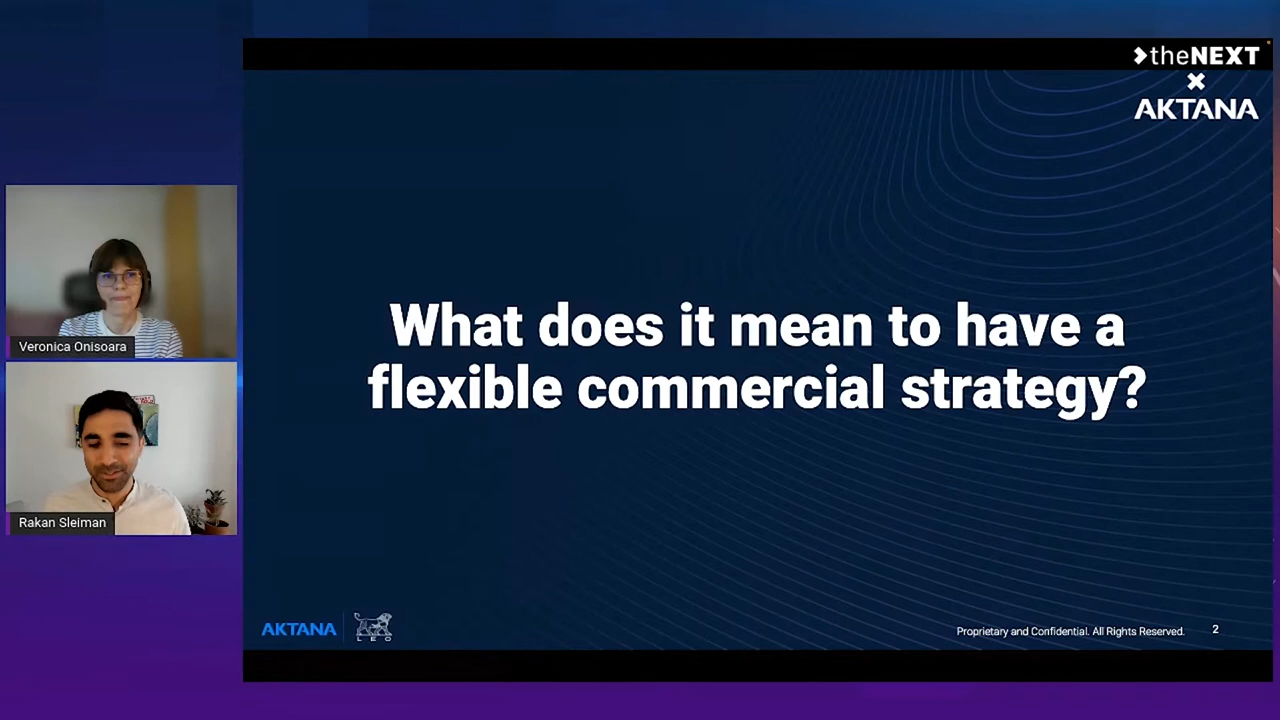 theNEXT
AKTANA
Veronica Onisoara
Rakan Sleiman
What does it mean to have a
flexible commercial strategy?
AKTANA
LEO
Proprietary and Confidential. All Rights Reserved.
2